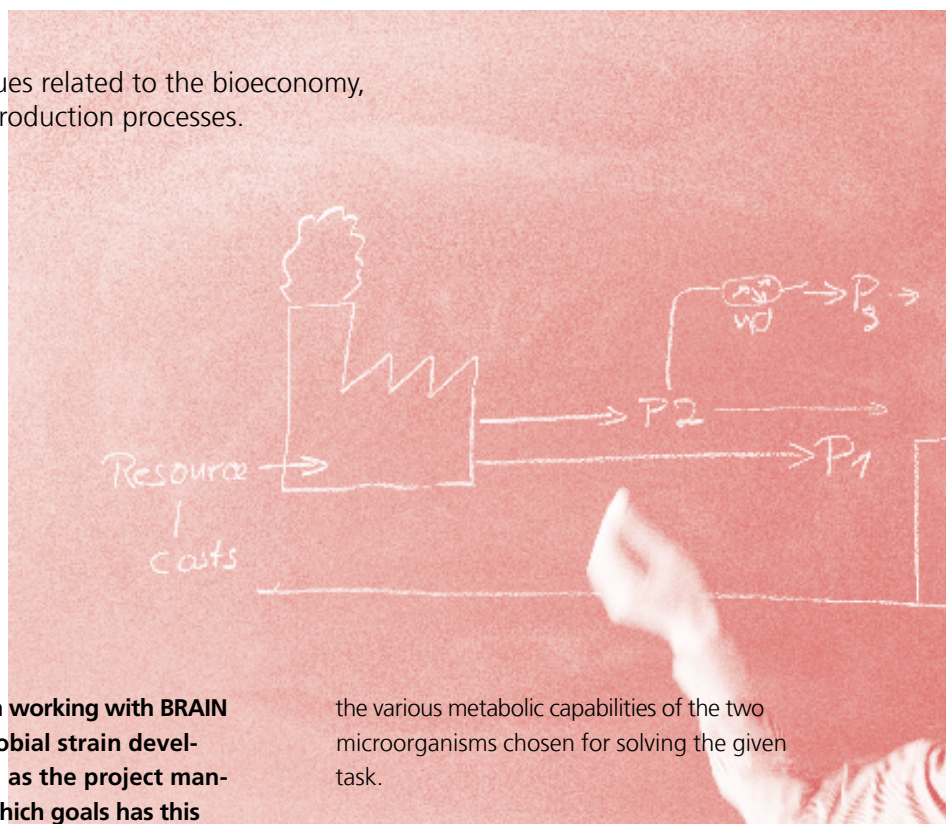 ues related to the bioeconomy,
roduction processes.
P3
P2
P1
Resource
Costs
working with BRAIN
obial strain devel-
as the project man-
hich goals has this
the various metabolic capabilities of the two
microorganisms chosen for solving the given
task.